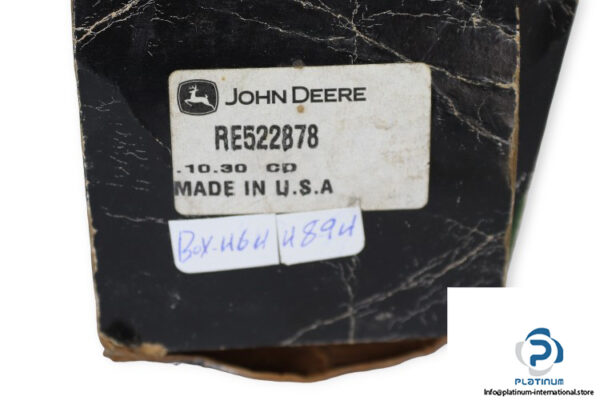 JOHN DEERE
RE522878
.10.30 CD
MADE IN U.S.A
BOX-464 4894
PLATINUM
Info@platinum-international.store